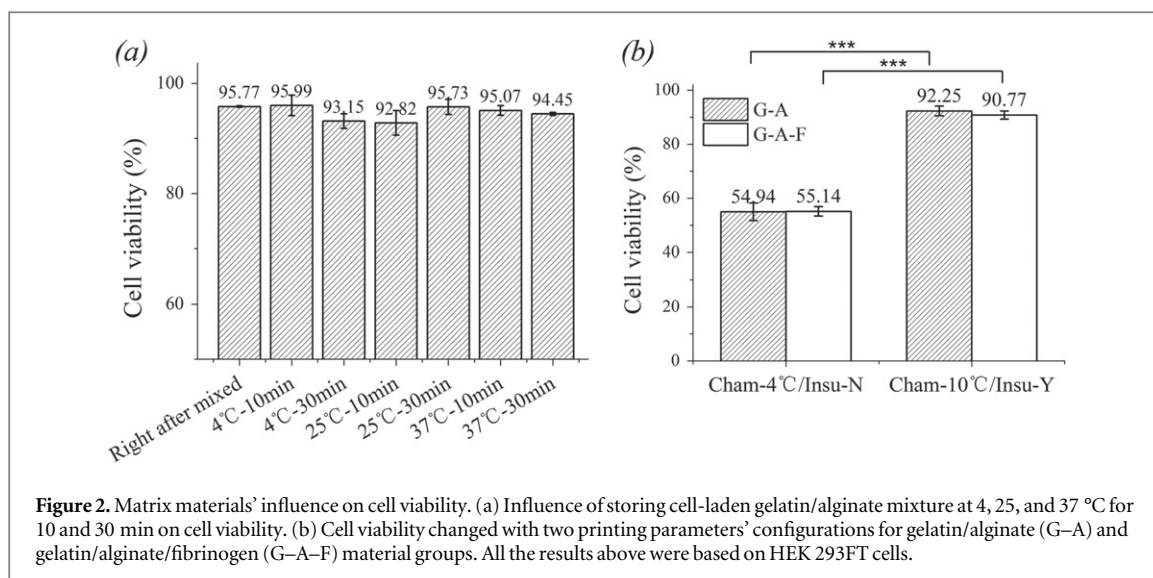 (a)
100
80
60
Cell viability (%)
95.77
95.99
93.15
92.82
95.73
95.07
94.45
Right after mixed
4℃-10min
4℃-30min
25℃-10min
25℃-30min
37℃-10min
37℃-30min
(b)
***
***
G-A
G-A-F
100
80
60
40
20
0
Cell viability (%)
54.94
55.14
92.25
90.77
Cham-4℃/Insu-N
Cham-10℃/Insu-Y
Figure 2. Matrix materials' influence on cell viability. (a) Influence of storing cell-laden gelatin/alginate mixture at 4, 25, and 37 °C for
10 and 30 min on cell viability. (b) Cell viability changed with two printing parameters' configurations for gelatin/alginate (G–A) and
gelatin/alginate/fibrinogen (G–A–F) material groups. All the results above were based on HEK 293FT cells.